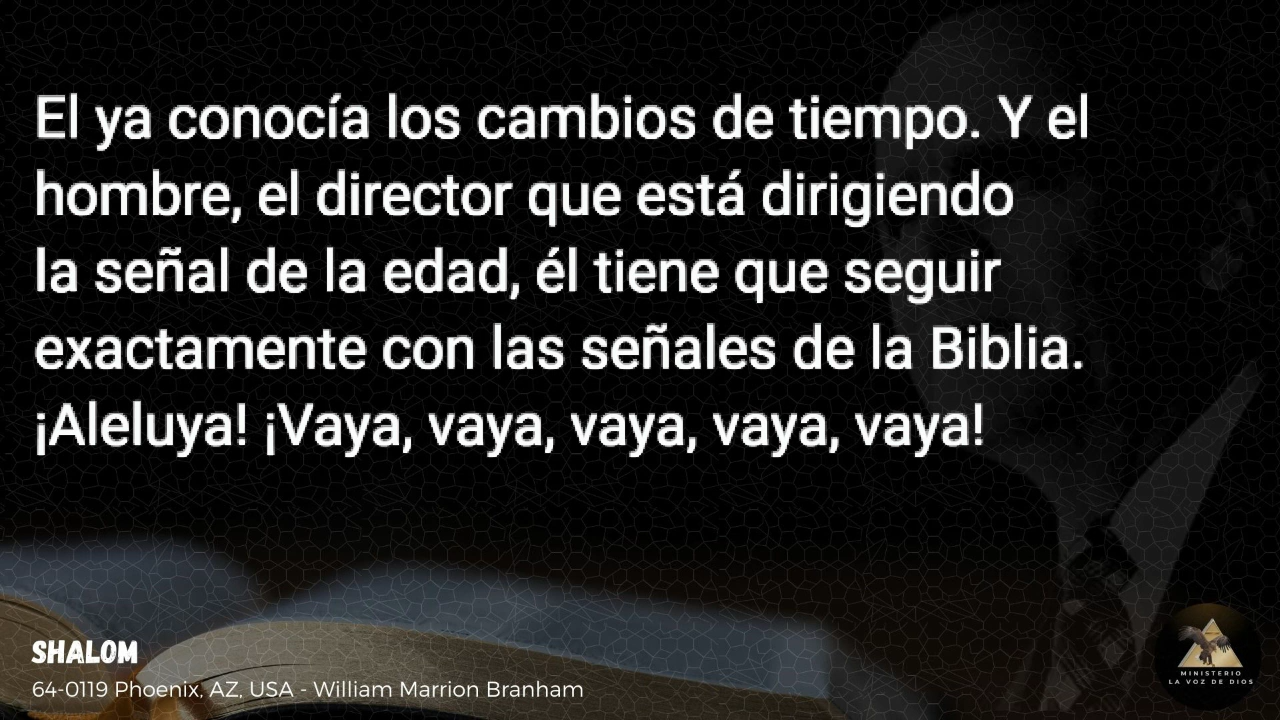 El ya conocía los cambios de tiempo. Y el
hombre, el director que está dirigiendo
la señal de la edad, él tiene que seguir
exactamente con las señales de la Biblia.
¡Aleluya! ¡Vaya, vaya, vaya, vaya, vaya!
SHALOM
64-0119 Phoenix, AZ, USA - William Marrion Branham
MINISTERIO
LA VOZ DE DIOS